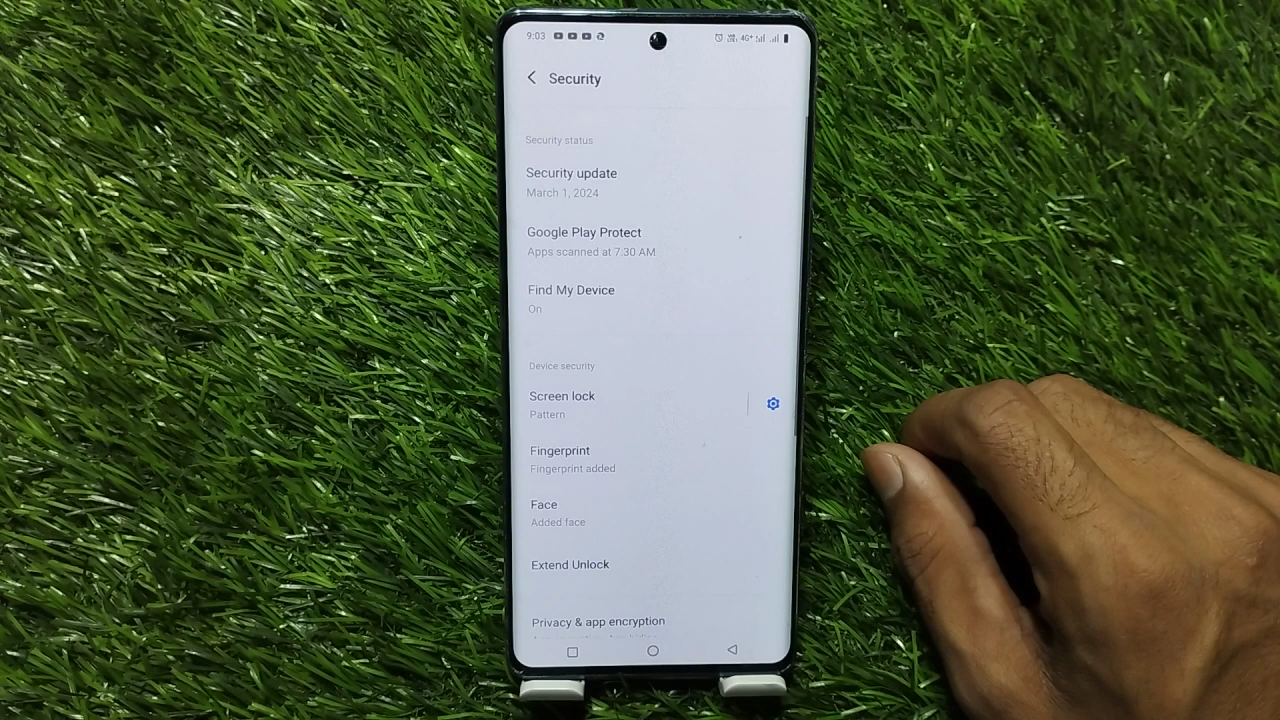 9:03
4G+
Security
Security status
Security update
March 1, 2024
Google Play Protect
Apps scanned at 7:30 AM
Find My Device
On
Device security
Screen lock
Pattern
Fingerprint
Fingerprint added
Face
Added face
Extend Unlock
Privacy & app encryption